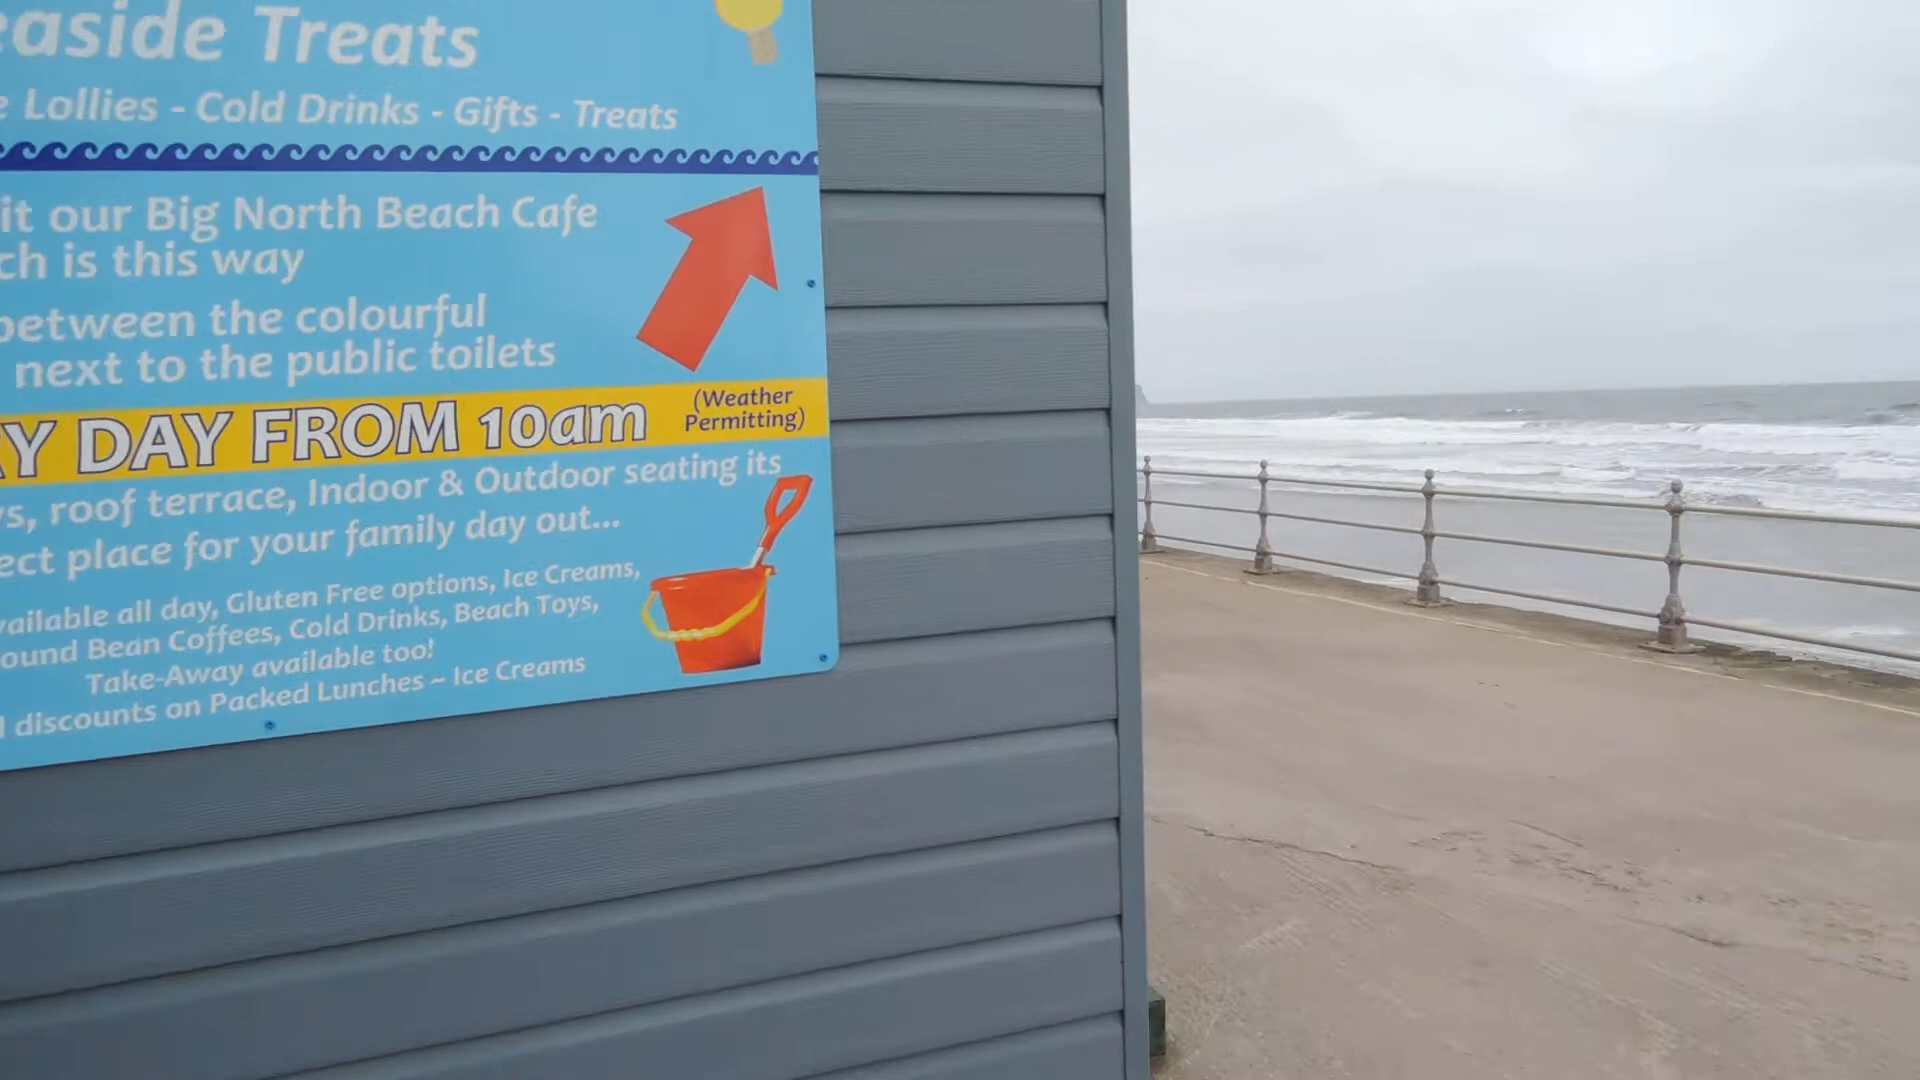 easide Treats
e Lollies - Cold Drinks - Gifts - Treats
it our Big North Beach Cafe
ch is this way
between the colourful
next to the public toilets
Y DAY FROM 10am
(Weather
Permitting)
s, roof terrace, Indoor & Outdoor seating its
ect place for your family day out...
vailable all day, Gluten Free options, Ice Creams,
ound Bean Coffees, Cold Drinks, Beach Toys,
Take-Away available too!
l discounts on Packed Lunches ~ Ice Creams